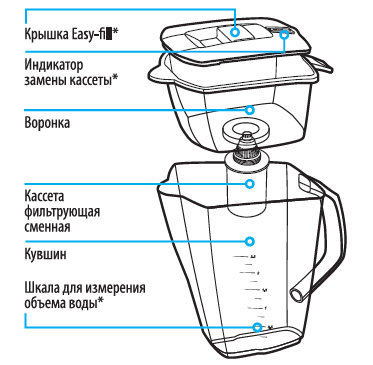 Крышка Easy-fill*
Индикатор
замены кассеты*
Воронка
Кассета
фильтрующая
сменная
Кувшин
Шкала для измерения
объема воды*